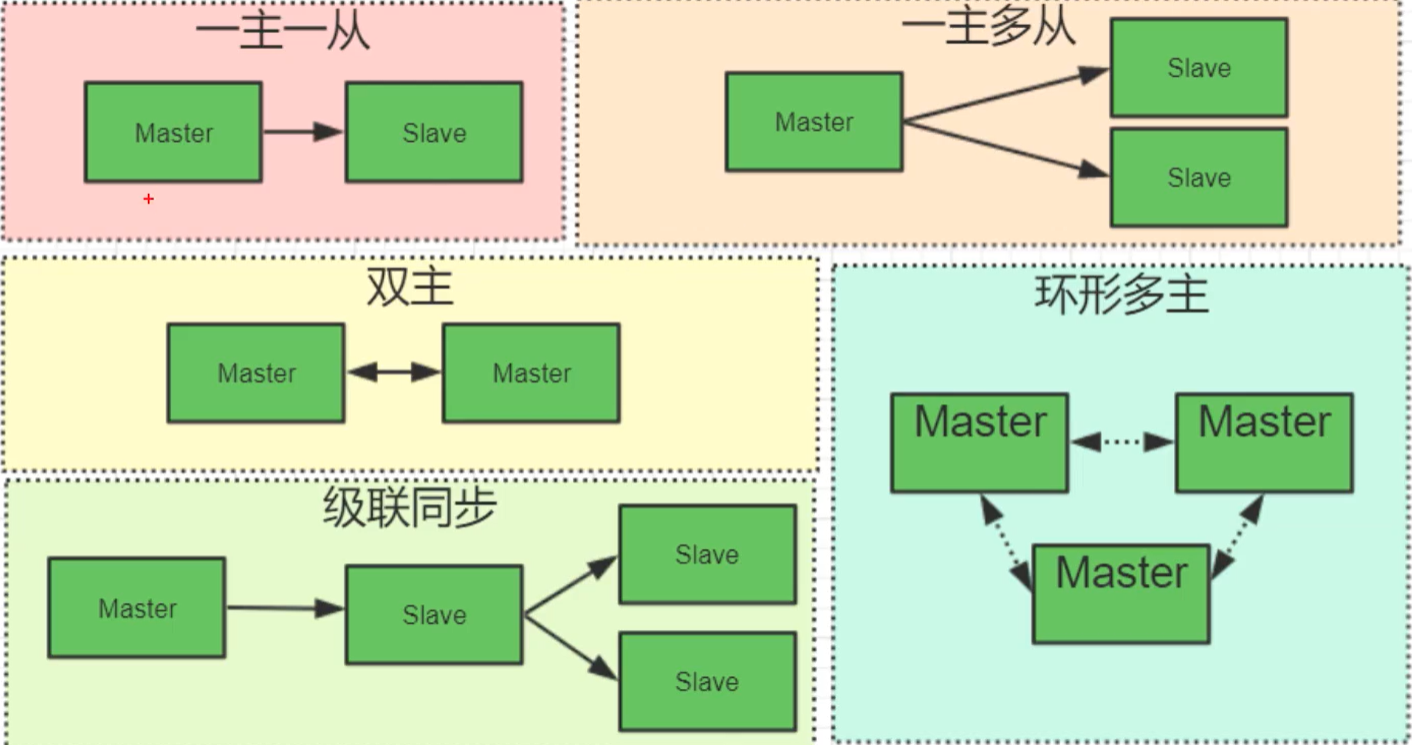 一主一从
Master
Slave
一主多从
Master
Slave
Slave
双主
Master
Master
环形多主
Master
Master
Master
级联同步
Master
Slave
Slave
Slave